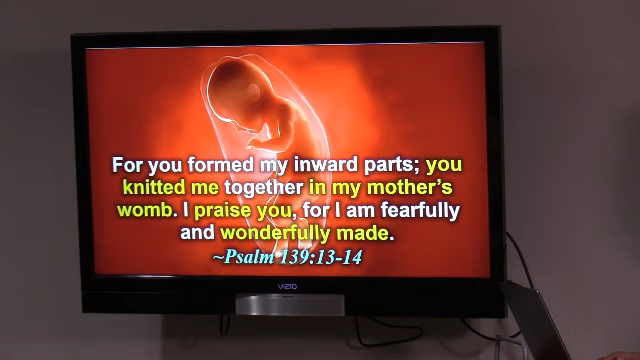 For you formed my inward parts; you
knitted me together in my mother's
womb. I praise you, for I am fearfully
and wonderfully made.
~Psalm 139:13-14
VIZIO